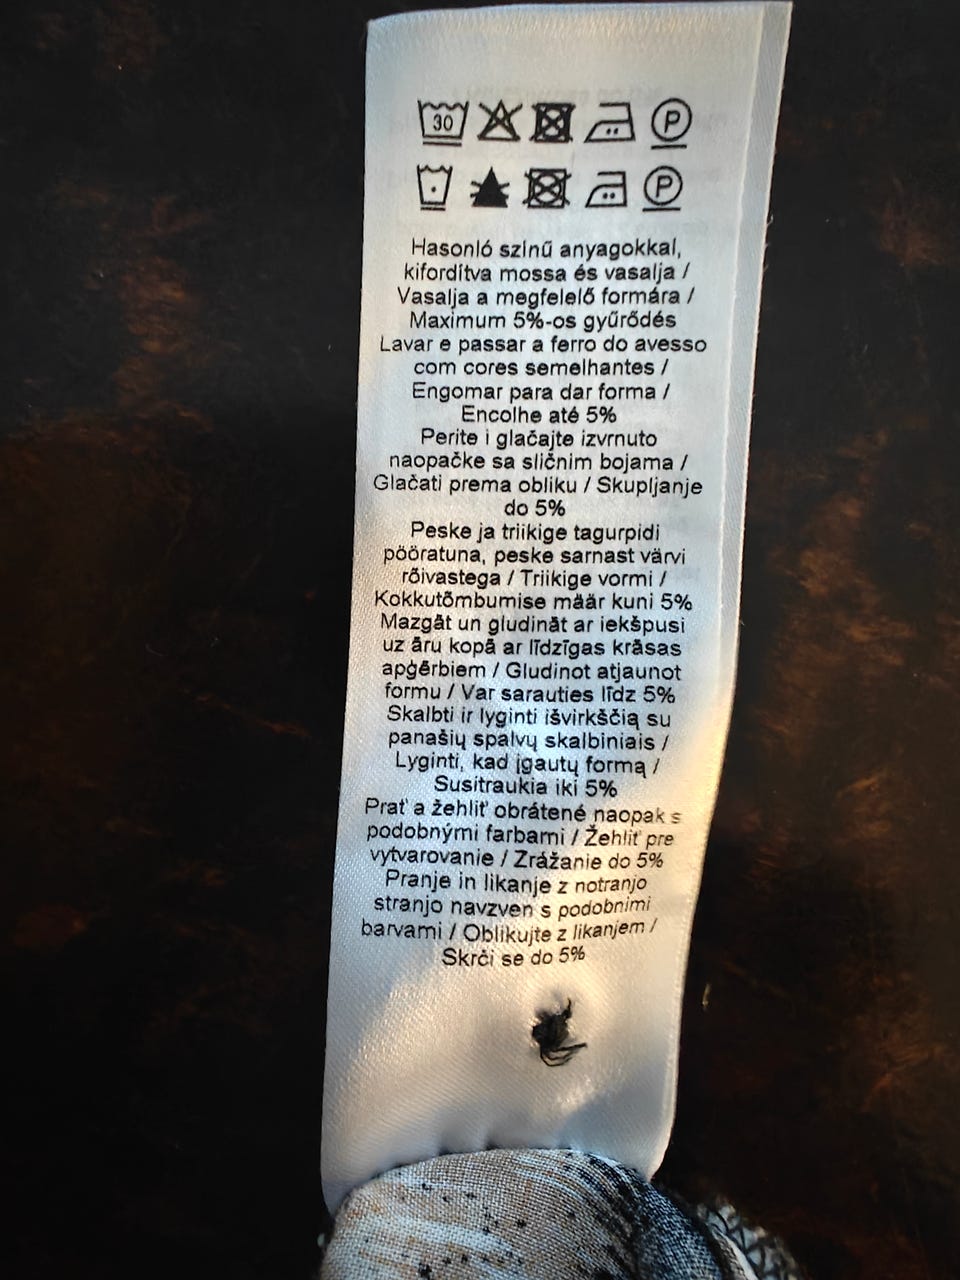 30 P
P
Hasonló színű anyagokkal,
kifordítva mossa és vasalja /
Vasalja a megfelelő formára /
Maximum 5%-os gyűrődés
Lavar e passar a ferro do avesso
com cores semelhantes /
Engomar para dar forma /
Encolhe até 5%
Perite i glačajte izvrnuto
naopačke sa sličnim bojama /
Glačati prema obliku / Skupljanje
do 5%
Peske ja triikige tagurpidi
pööratuna, peske sarnast värvi
rõivastega / Triikige vormi /
Kokkutõmbumise määr kuni 5%
Mazgāt un gludināt ar iekšpusi
uz āru kopā ar līdzīgas krāsas
apģērbiem / Gludinot atjaunot
formu / Var sarauties līdz 5%
Skalbti ir lyginti išvirkščią su
panašių spalvų skalbiniais /
Lyginti, kad įgautų formą /
Susitraukia iki 5%
Prať a žehliť obrátené naopak s
podobnými farbami / Žehliť pre
vytvarovanie / Zrážanie do 5%
Pranje in likanje z notranjo
stranjo navzven s podobnimi
barvami / Oblikujte z likanjem /
Skrči se do 5%